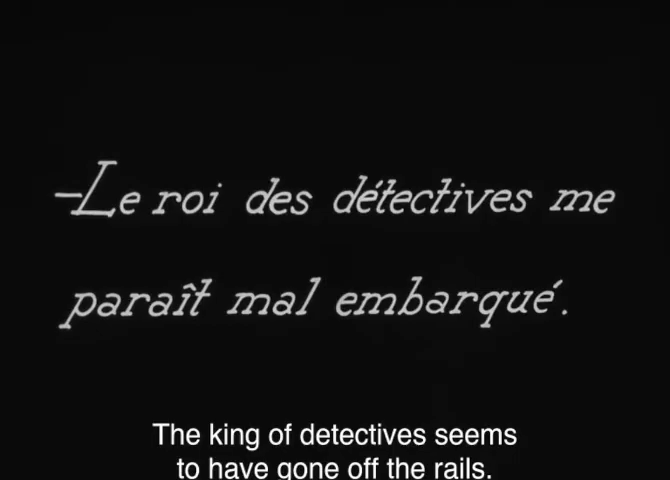 -Le roi des détectives me
paraît mal embarqué.
The king of detectives seems
to have gone off the rails.